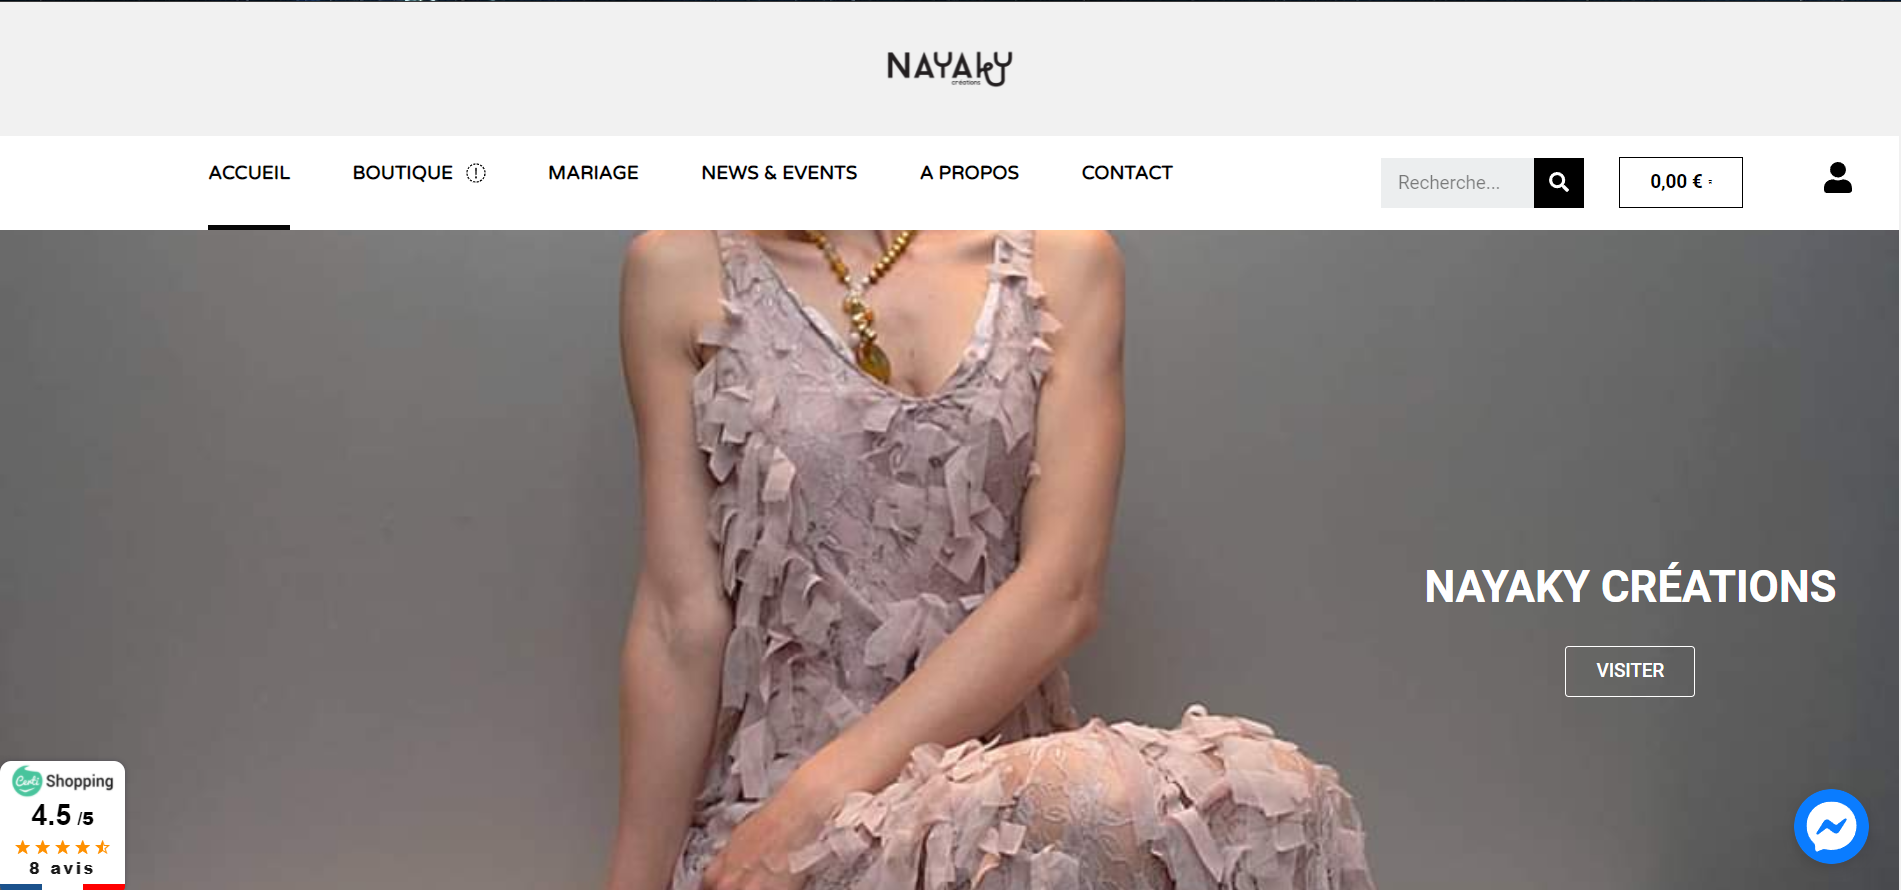 NAYAKY
créations
ACCUEIL BOUTIQUE MARIAGE NEWS & EVENTS A PROPOS CONTACT
Recherche...
0,00 €
NAYAKY CRÉATIONS
VISITER
Certi Shopping
4.5 /5
8 avis